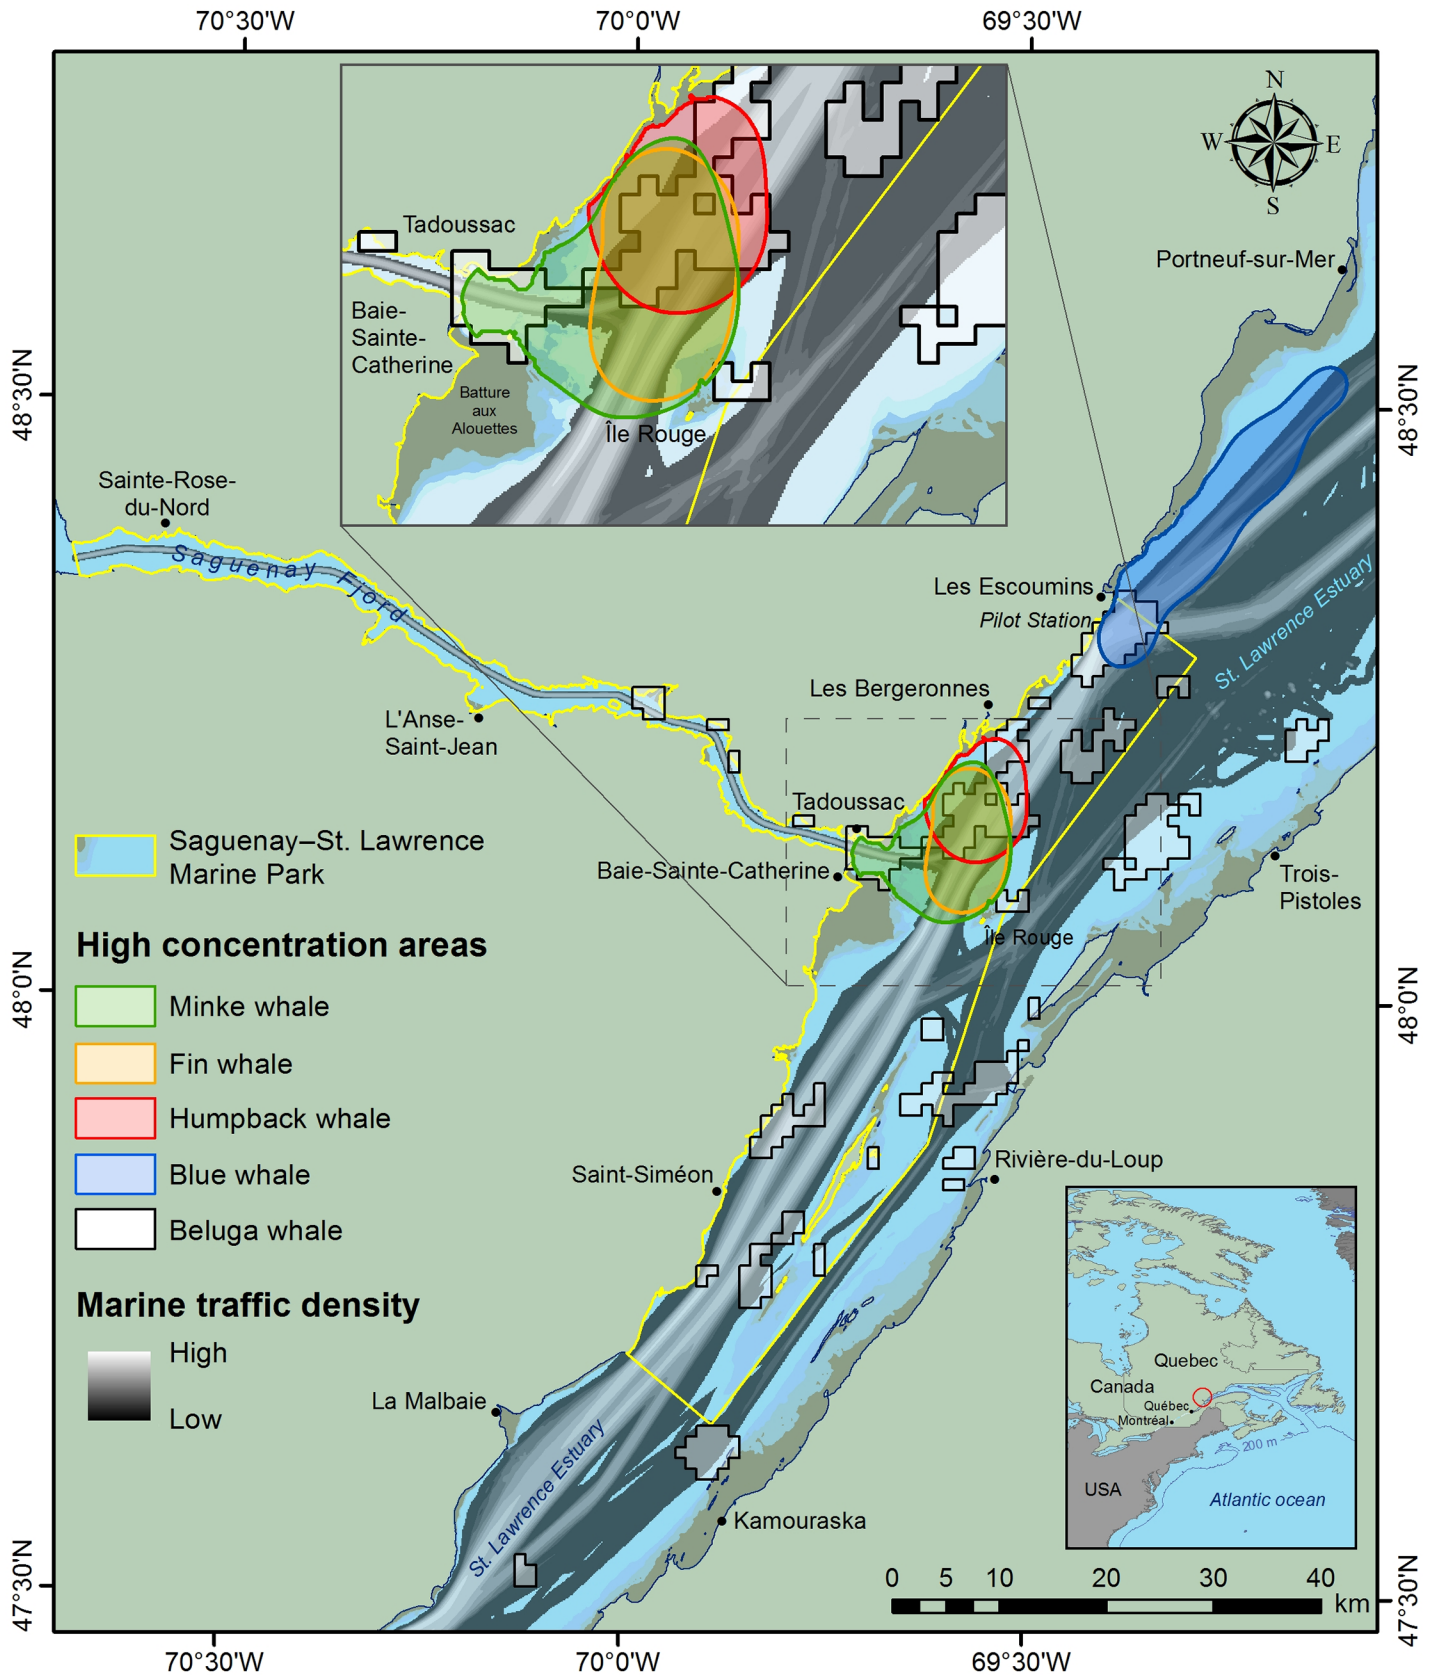 70°30'W
70°0'W
69°30'W
N
W
E
S
Tadoussac
Baie-
Sainte-
Catherine
Batture
aux
Alouettes
Île Rouge
Portneuf-sur-Mer
48°30'N
48°30'N
Sainte-Rose-
du-Nord
Saguenay Fjord
Les Escoumins
Pilot Station
St. Lawrence Estuary
Les Bergeronnes
L'Anse-
Saint-Jean
Tadoussac
Baie-Sainte-Catherine
Trois-
Pistoles
Île Rouge
Saguenay–St. Lawrence
Marine Park
High concentration areas
48°0'N
48°0'N
Minke whale
Fin whale
Humpback whale
Blue whale
Beluga whale
Saint-Siméon
Rivière-du-Loup
Marine traffic density
High
Low
La Malbaie
St. Lawrence Estuary
Kamouraska
Quebec
Canada
Québec
Montréal
200 m
USA
Atlantic ocean
0 5 10 20 30 40
km
47°30'N
47°30'N
70°30'W
70°0'W
69°30'W